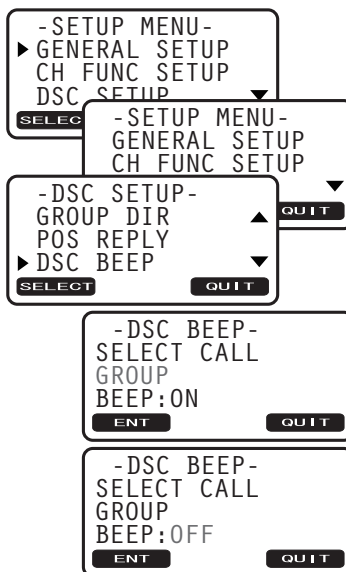 -SETUP MENU-
GENERAL SETUP
CH FUNC SETUP
DSC SETUP
SELEC
-SETUP MENU-
GENERAL SETUP
CH FUNC SETUP
QUIT
-DSC SETUP-
GROUP DIR
POS REPLY
DSC BEEP
SELECT QUIT
-DSC BEEP-
SELECT CALL
GROUP
BEEP:ON
ENT QUIT
-DSC BEEP-
SELECT CALL
GROUP
BEEP:OFF
ENT QUIT